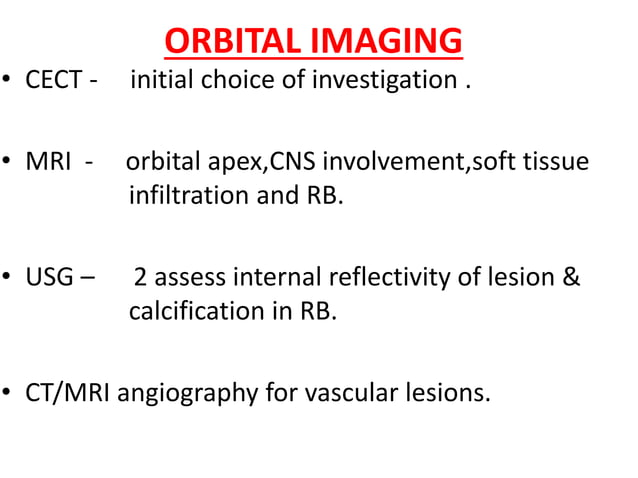 ORBITAL IMAGING
• CECT - initial choice of investigation .
• MRI - orbital apex,CNS involvement,soft tissue
infiltration and RB.
• USG – 2 assess internal reflectivity of lesion &
calcification in RB.
• CT/MRI angiography for vascular lesions.